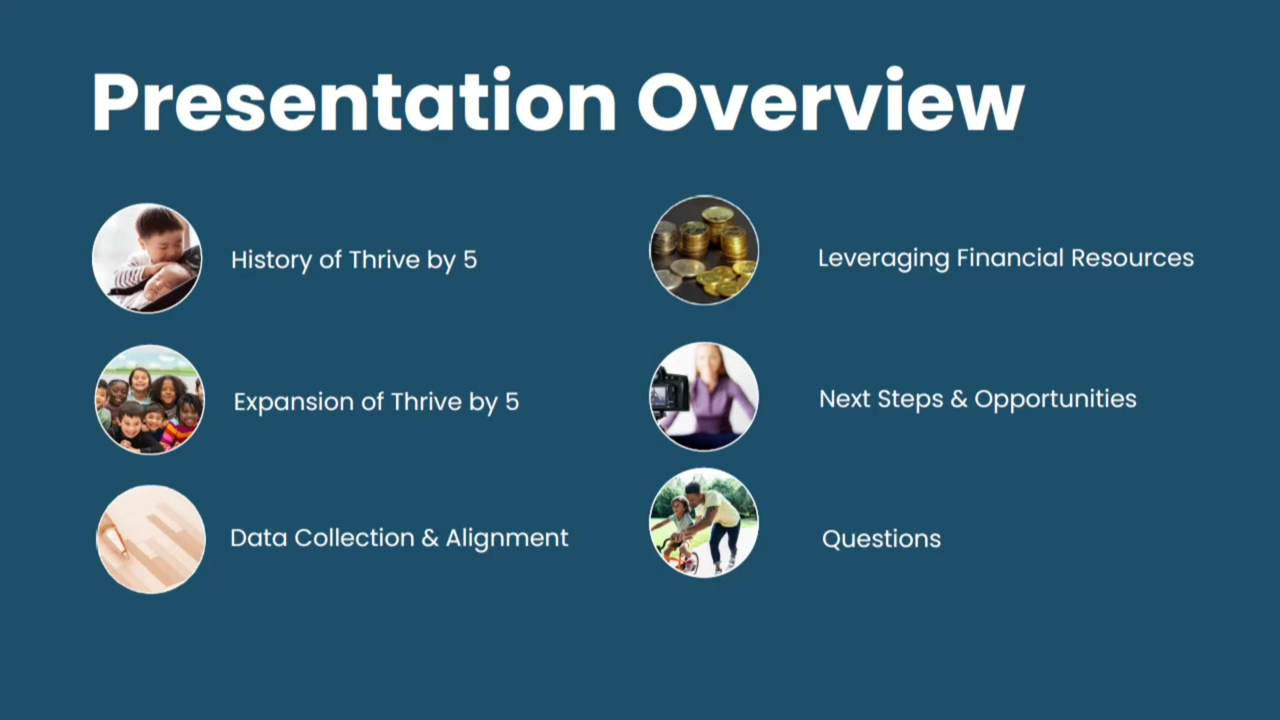 Presentation Overview
History of Thrive by 5
Expansion of Thrive by 5
Data Collection & Alignment
Leveraging Financial Resources
Next Steps & Opportunities
Questions